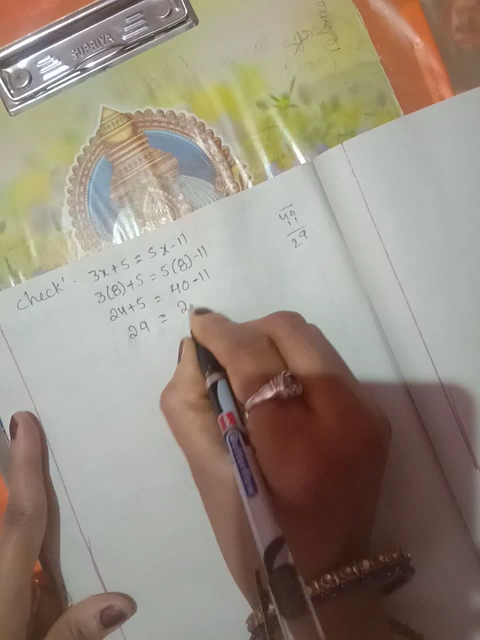 SUPRIYA
Check:
3x+5 = 5x-11
3(8)+5 = 5(8)-11
24+5 = 40-11
29 = 2
40
11
29